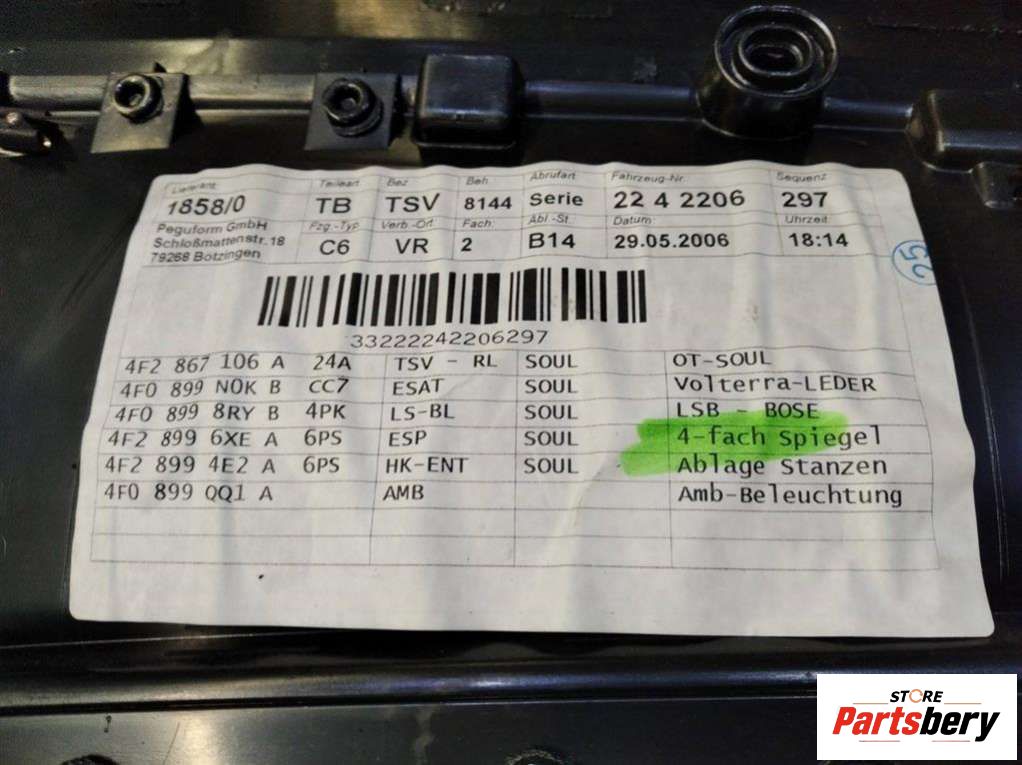 Lieferant: Teileart Bez Beh Abrufart Fahrzeug-Nr. Sequenz
1858/0 TB TSV 8144 Serie 22 4 2206 297
Peguform GmbH Fzg.-Typ Verb.-Ort Fach: Abl.-St. Datum: Uhrzeit
Schloßmattenstr.18 C6 VR 2 B14 29.05.2006 18:14
79268 Bötzingen
25
33222242206297
4F2 867 106 A 24A TSV - RL SOUL OT-SOUL
4F0 899 N0K B CC7 ESAT SOUL Volterra-LEDER
4F0 899 8RY B 4PK LS-BL SOUL LSB - BOSE
4F2 899 6XE A 6PS ESP SOUL 4-fach Spiegel
4F2 899 4E2 A 6PS HK-ENT SOUL Ablage Stanzen
4F0 899 QQ1 A AMB Amb-Beleuchtung
STORE
Partsbery